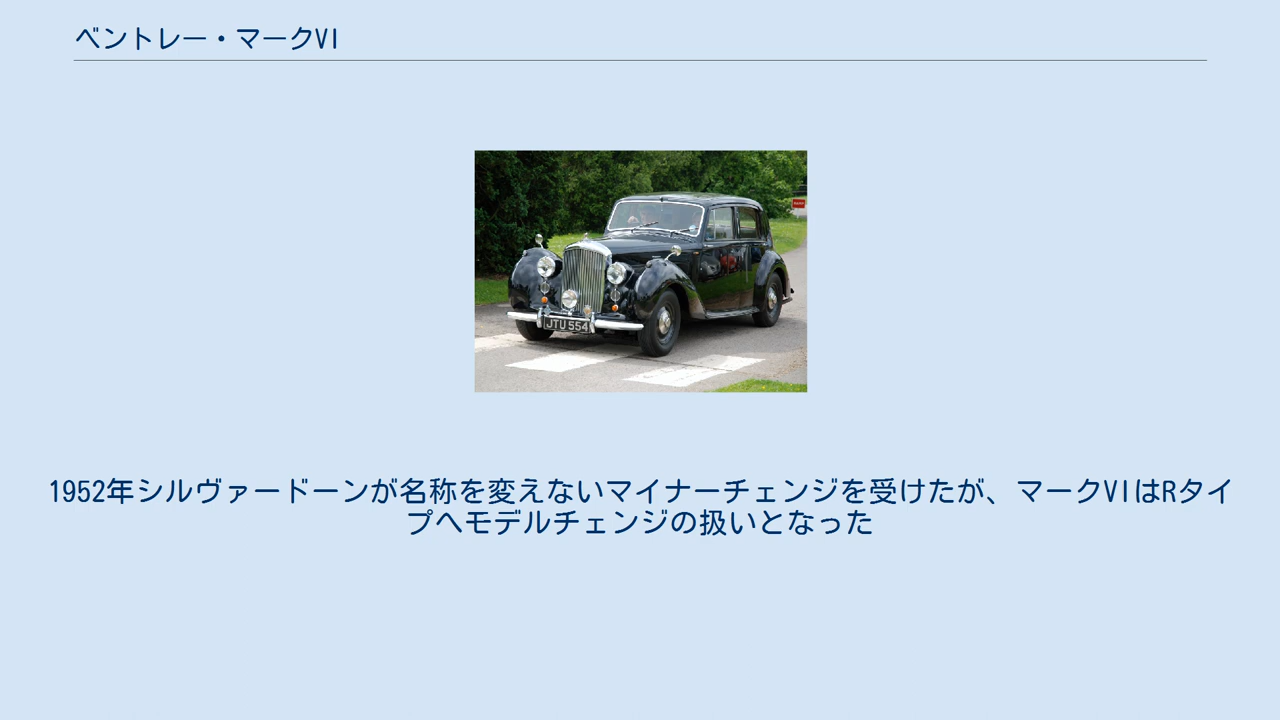 ベントレー・マークVI
JTU 554
1952年シルヴァードーンが名称を変えないマイナーチェンジを受けたが、マークVIはRタイ
プへモデルチェンジの扱いとなった